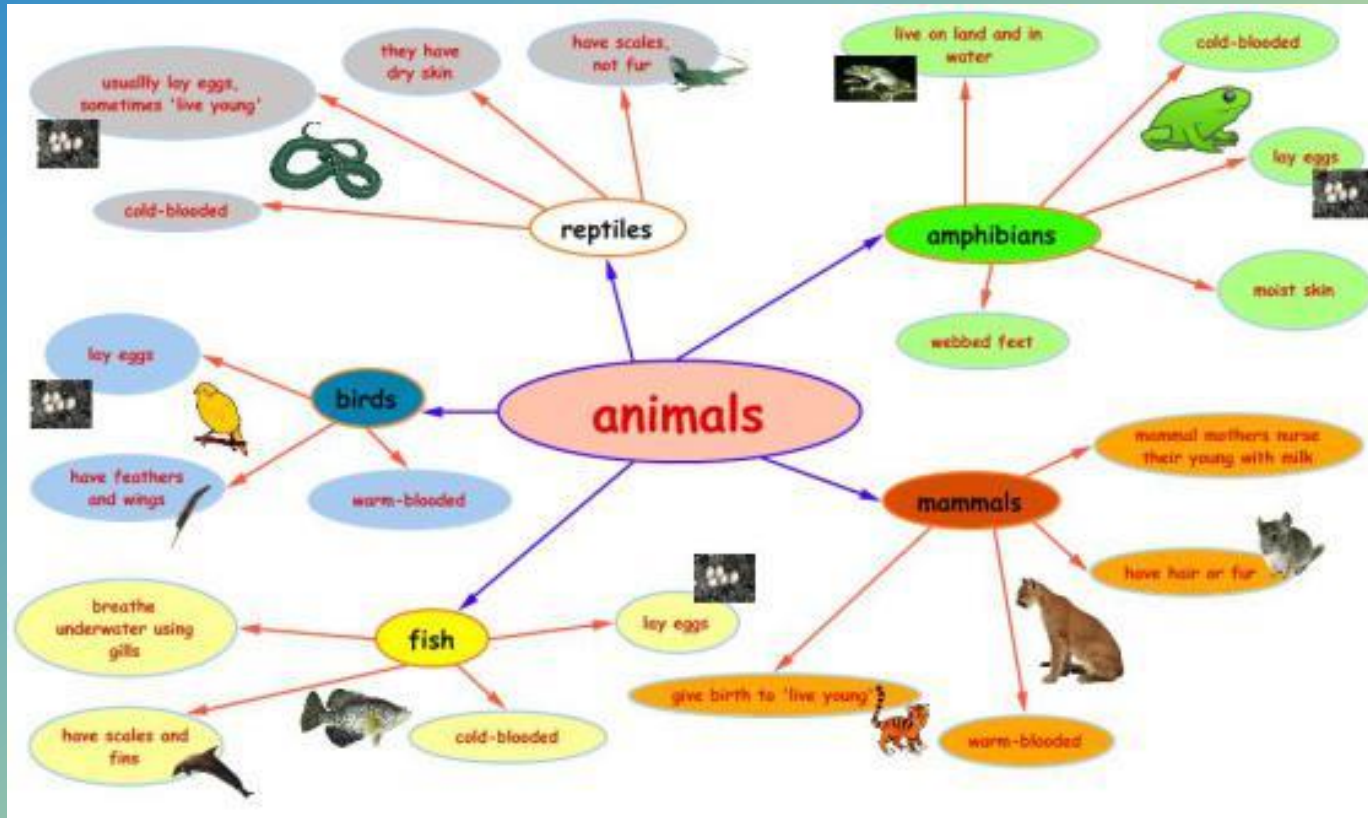 animals
reptiles
usuallly lay eggs,
sometimes 'live young'
they have
dry skin
have scales,
not fur
cold-blooded
amphibians
live on land and in
water
cold-blooded
lay eggs
moist skin
webbed feet
birds
lay eggs
have feathers
and wings
warm-blooded
mammals
mammal mothers nurse
their young with milk
have hair or fur
give birth to 'live young'
warm-blooded
fish
breathe
underwater using
gills
lay eggs
have scales and
fins
cold-blooded